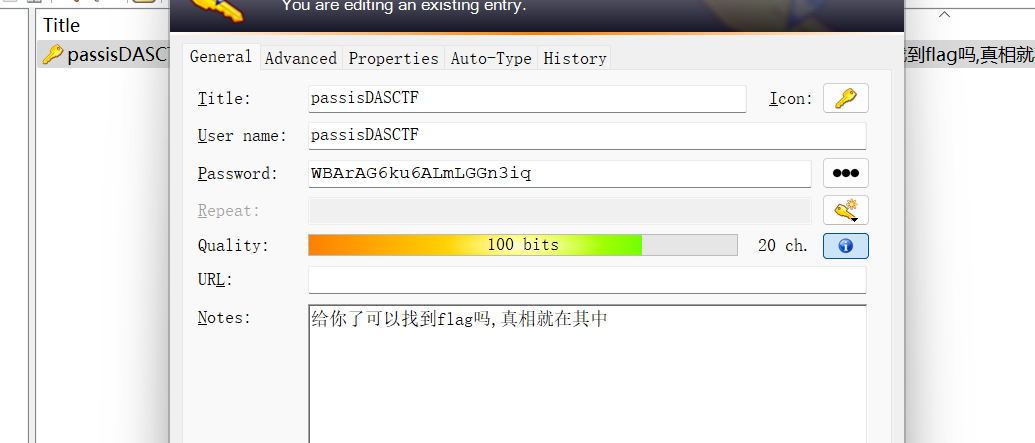 You are editing an existing entry.
Title
passisDASCT
到flag吗,真相就
General Advanced Properties Auto-Type History
Title: passisDASCTF Icon:
User name: passisDASCTF
Password: WBArAG6ku6ALmLGGn3iq
Repeat:
Quality: 100 bits 20 ch.
URL:
Notes: 给你了可以找到flag吗,真相就在其中